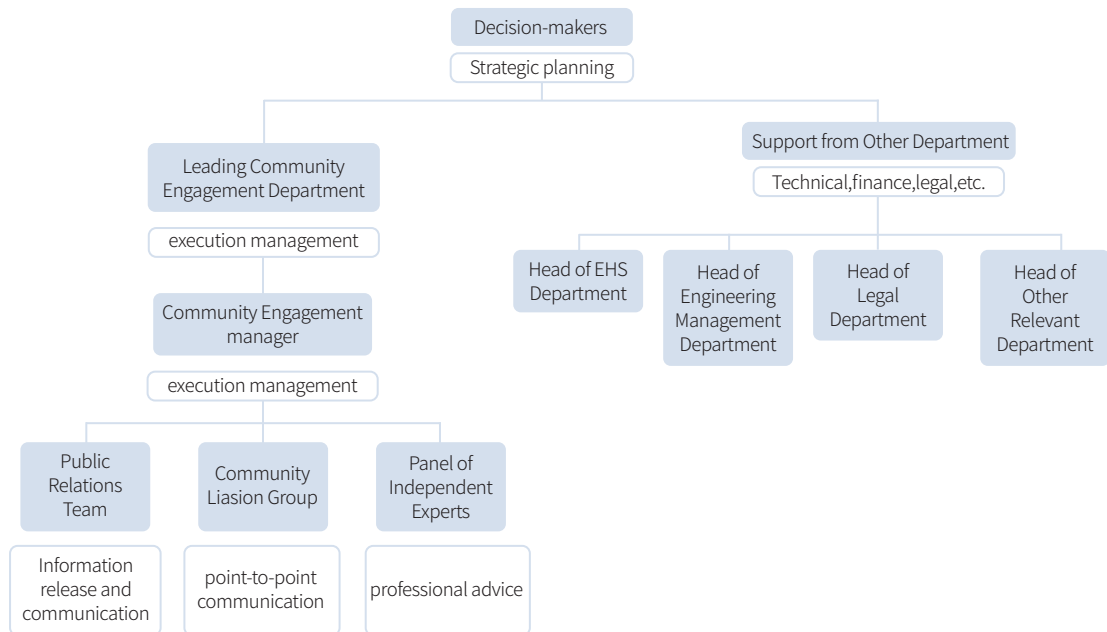 Decision-makers
Strategic planning
Leading Community
Engagement Department
execution management
Community Engagement
manager
execution management
Public
Relations
Team
Information
release and
communication
Community
Liasion Group
point-to-point
communication
Panel of
Independent
Experts
professional advice
Support from Other Department
Technical,finance,legal,etc.
Head of EHS
Department
Head of
Engineering
Management
Department
Head of
Legal
Department
Head of
Other
Relevant
Department